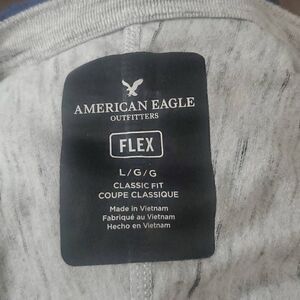 AMERICAN EAGLE
OUTFITTERS
FLEX
L/G/G
CLASSIC FIT
COUPE CLASSIQUE
Made in Vietnam
Fabriqué au Vietnam
Hecho en Vietnam